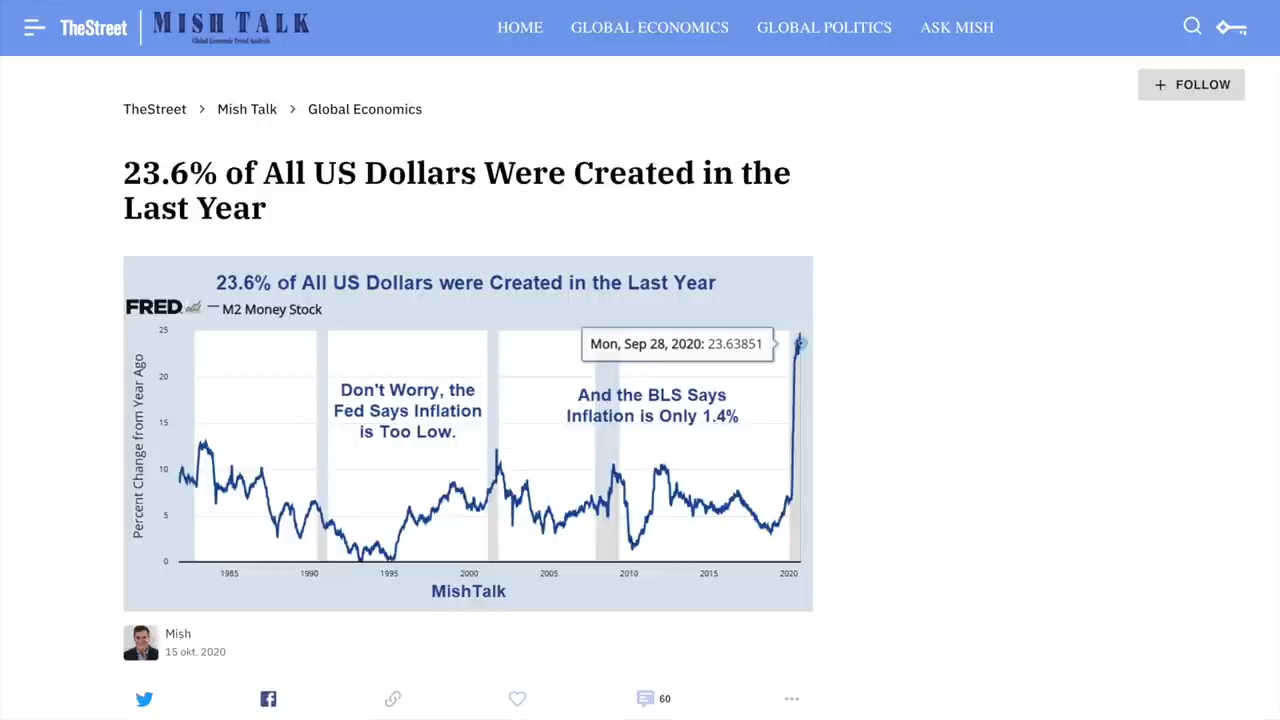 TheStreet
MISH TALK
Global Economic Trend Analysis
HOME
GLOBAL ECONOMICS
GLOBAL POLITICS
ASK MISH
+ FOLLOW
TheStreet > Mish Talk > Global Economics
23.6% of All US Dollars Were Created in the
Last Year
23.6% of All US Dollars were Created in the Last Year
FRED — M2 Money Stock
Mon, Sep 28, 2020: 23.63851
Don't Worry, the
Fed Says Inflation
is Too Low.
And the BLS Says
Inflation is Only 1.4%
Percent Change from Year Ago
25
20
15
10
5
0
1985 1990 1995 2000 2005 2010 2015 2020
MishTalk
Mish
15 okt. 2020
60